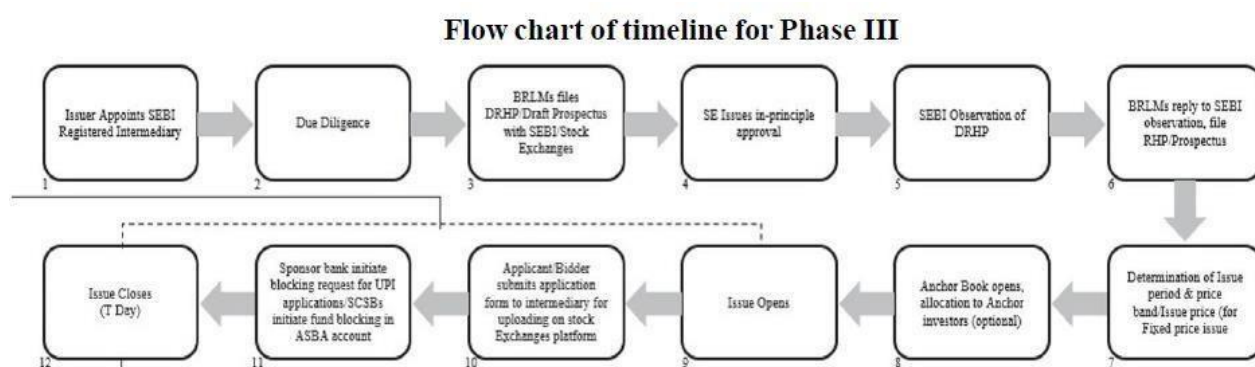 Flow chart of timeline for Phase III
Issuer Appoints SEBI
Registered Intermediary
1
Due Diligence
2
BRLMs files
DRHP/Draft Prospectus
with SEBI/Stock
Exchanges
3
SE Issues in-principle
approval
4
SEBI Observation of
DRHP
5
BRLMs reply to SEBI
observation, file
RHP/Prospectus
6
Determination of Issue
period & price
band/Issue price (for
Fixed price issue
7
Anchor Book opens,
allocation to Anchor
investors (optional)
8
Issue Opens
9
Applicant/Bidder
submits application
form to intermediary for
uploading on stock
Exchanges platform
10
Sponsor bank initiate
blocking request for UPI
applications/SCSBs
initiate fund blocking in
ASBA account
11
Issue Closes
(T Day)
12